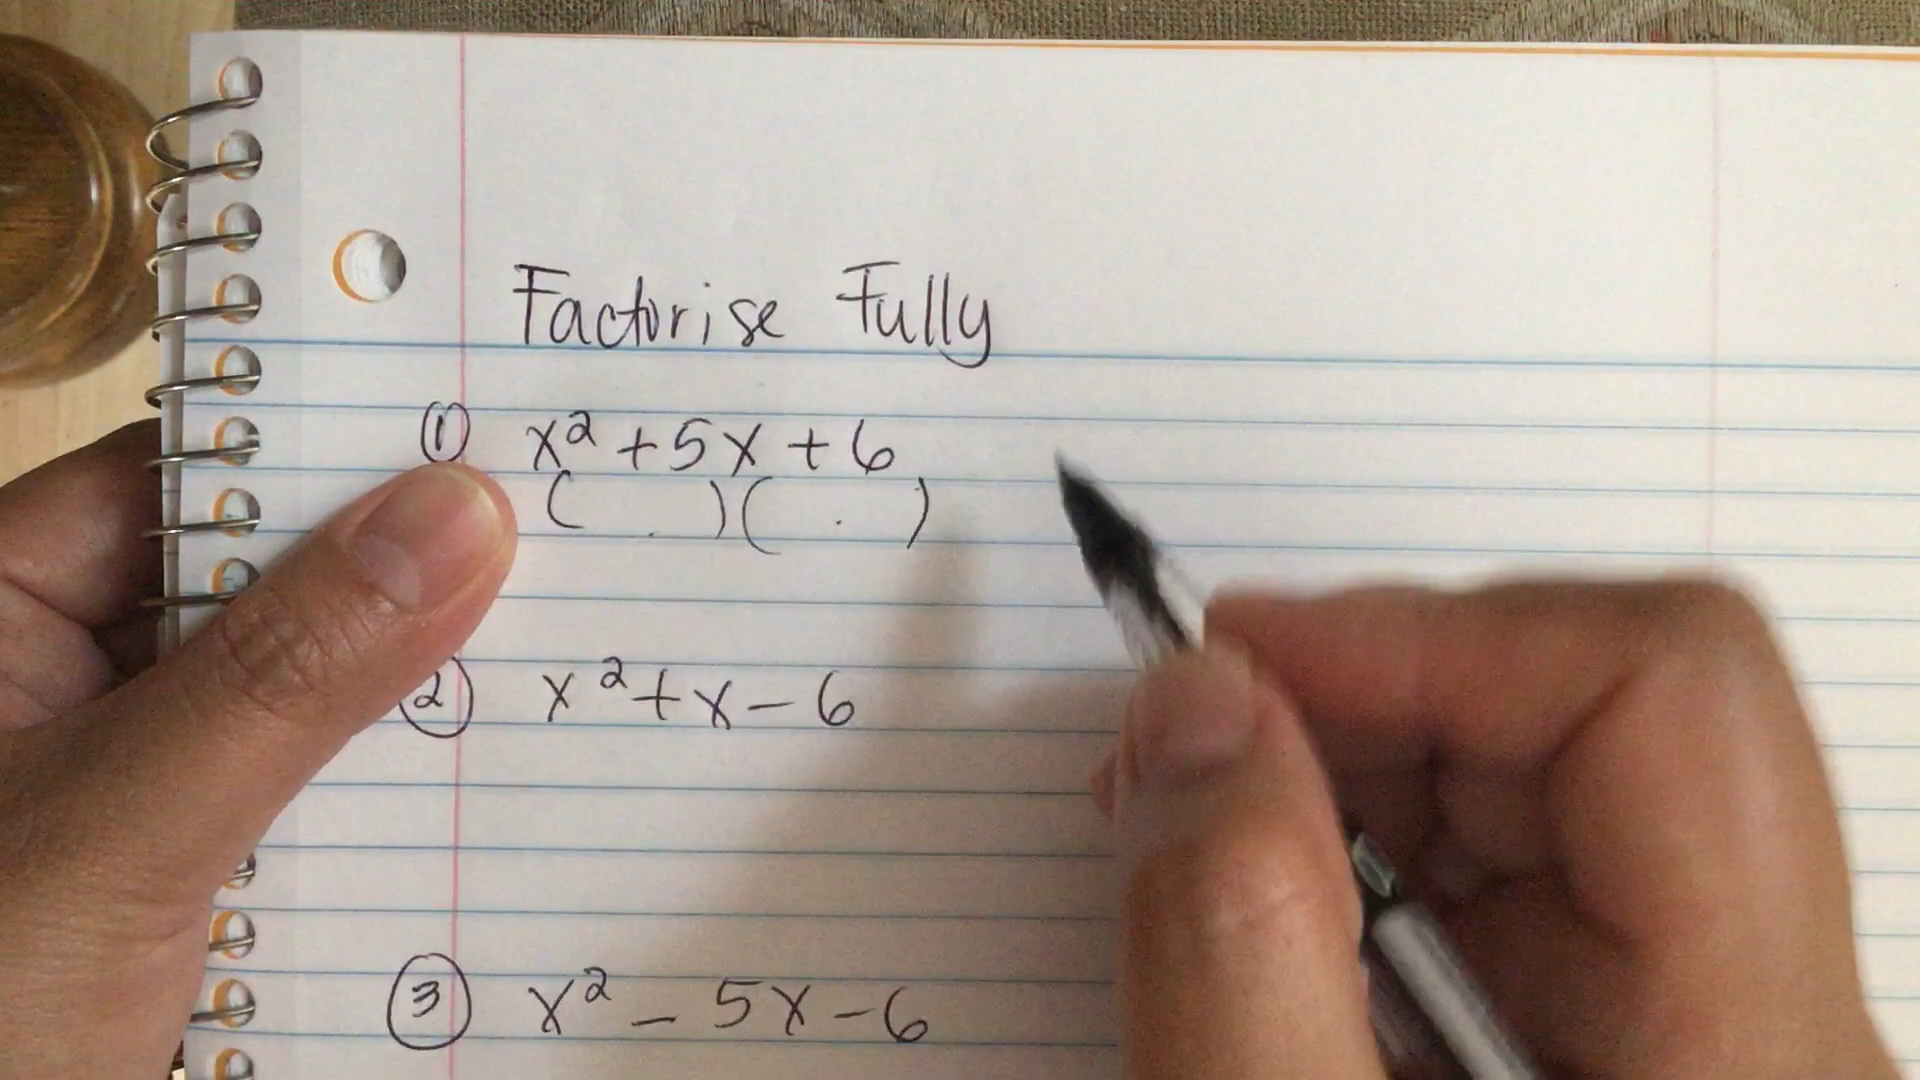 Factorise Fully
① x² + 5x + 6
( . )( . )
② x² + x - 6
③ x² - 5x - 6